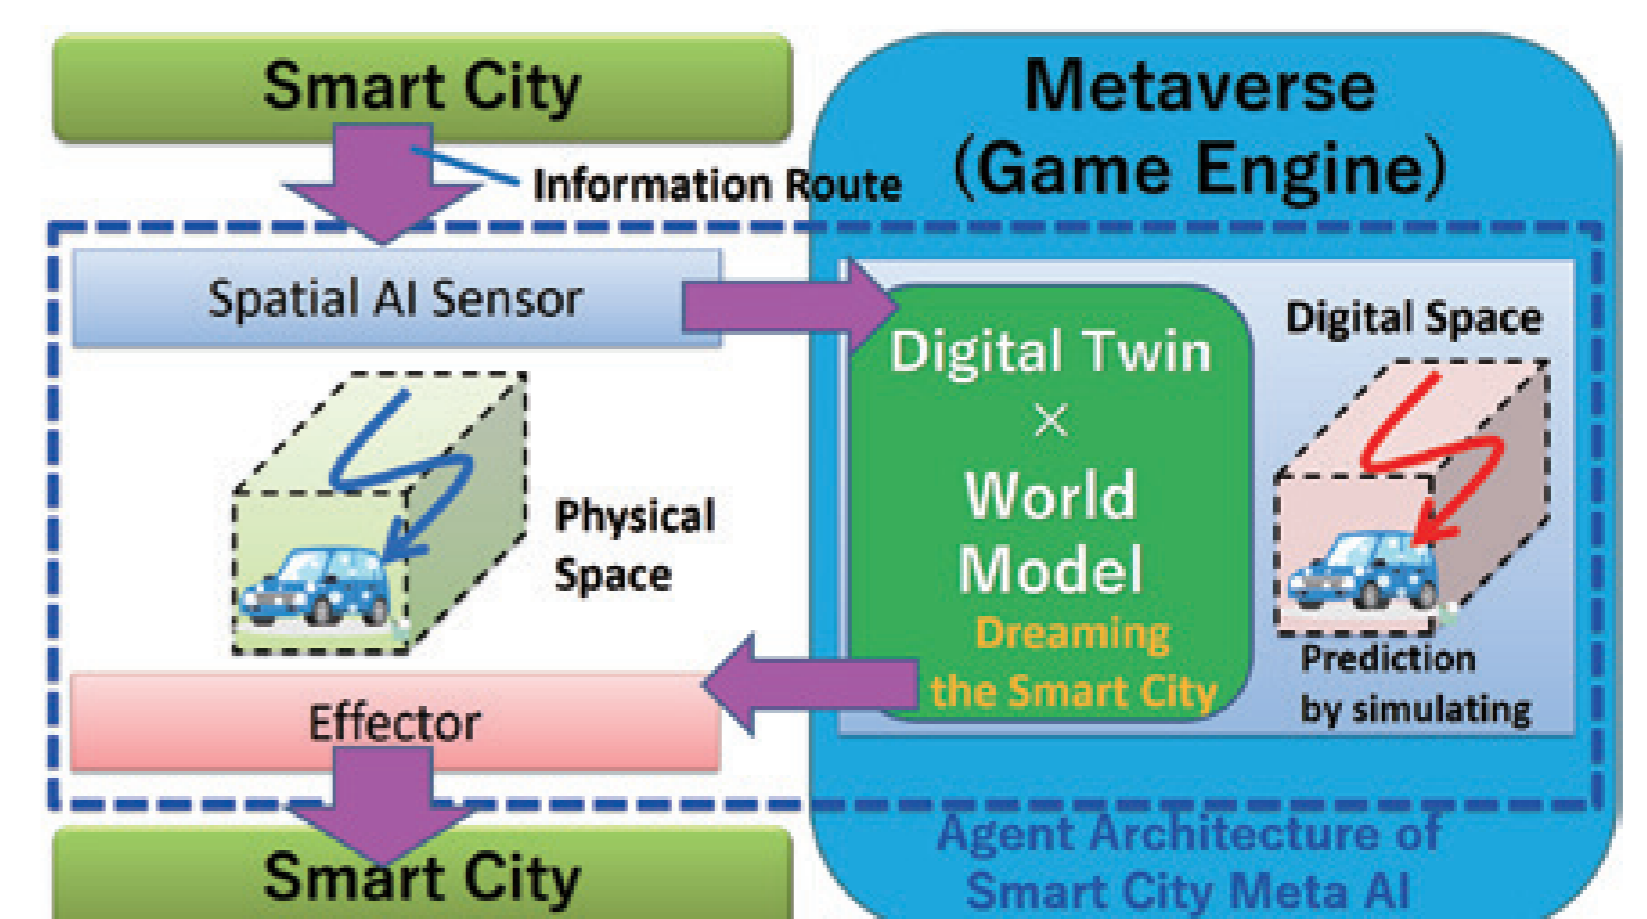 Smart City
Metaverse
(Game Engine)
Information Route
Spatial AI Sensor
Digital Twin
×
World
Model
Dreaming
the Smart City
Digital Space
Physical
Space
Prediction
by simulating
Effector
Smart City
Agent Architecture of
Smart City Meta AI